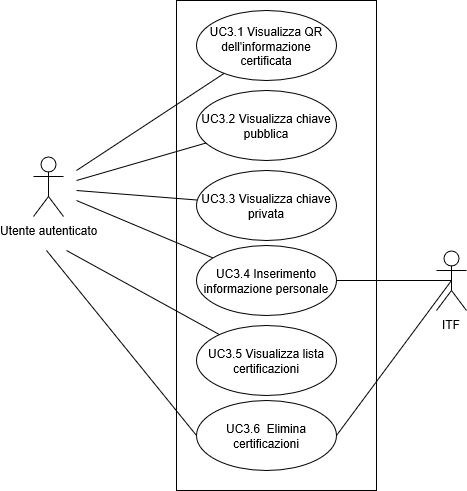 UC3.1 Visualizza QR
dell'informazione
certificata
UC3.2 Visualizza chiave
pubblica
UC3.3 Visualizza chiave
privata
Utente autenticato
UC3.4 Inserimento
informazione personale
ITF
UC3.5 Visualizza lista
certificazioni
UC3.6 Elimina
certificazioni